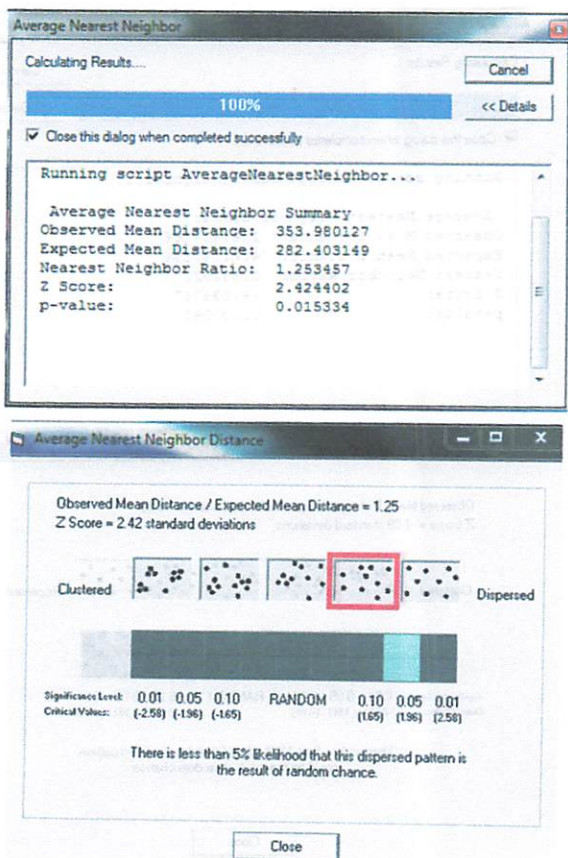 Average Nearest Neighbor
Calculating Results....
Cancel
100%
<< Details
Close this dialog when completed successfully
Running script AverageNearestNeighbor...
Average Nearest Neighbor Summary
Observed Mean Distance: 353.980127
Expected Mean Distance: 282.403149
Nearest Neighbor Ratio: 1.253457
Z Score: 2.424402
p-value: 0.015334
Average Nearest Neighbor Distance
Observed Mean Distance / Expected Mean Distance = 1.25
Z Score = 2.42 standard deviations
Clustered
Dispersed
Significance Level: 0.01 0.05 0.10 RANDOM 0.10 0.05 0.01
Critical Values: (-2.58) (-1.96) (-1.65) (1.65) (1.96) (2.58)
There is less than 5% likelihood that this dispersed pattern is
the result of random chance.
Close